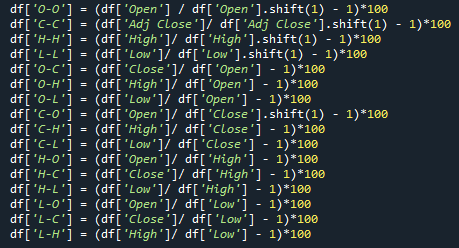 df['O-O'] = (df['Open'] / df['Open'].shift(1) - 1)*100
df['C-C'] = (df['Adj Close']/ df['Adj Close'].shift(1) - 1)*100
df['H-H'] = (df['High']/ df['High'].shift(1) - 1)*100
df['L-L'] = (df['Low']/ df['Low'].shift(1) - 1)*100
df['O-C'] = (df['Close']/ df['Open'] - 1)*100
df['O-H'] = (df['High']/ df['Open'] - 1)*100
df['O-L'] = (df['Low']/ df['Open'] - 1)*100
df['C-O'] = (df['Open']/ df['Close'].shift(1) - 1)*100
df['C-H'] = (df['High']/ df['Close'] - 1)*100
df['C-L'] = (df['Low']/ df['Close'] - 1)*100
df['H-O'] = (df['Open']/ df['High'] - 1)*100
df['H-C'] = (df['Close']/ df['High'] - 1)*100
df['H-L'] = (df['Low']/ df['High'] - 1)*100
df['L-O'] = (df['Open']/ df['Low'] - 1)*100
df['L-C'] = (df['Close']/ df['Low'] - 1)*100
df['L-H'] = (df['High']/ df['Low'] - 1)*100